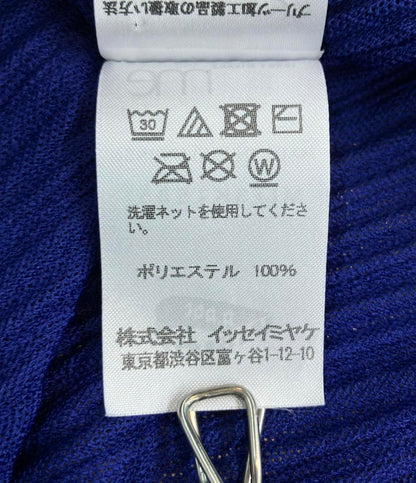 プリーツ加工製品の取扱い方法
me
30
W
洗濯ネットを使用してくださ
い。
ポリエステル 100%
株式会社 イッセイミヤケ
東京都渋谷区富ヶ谷1-12-10